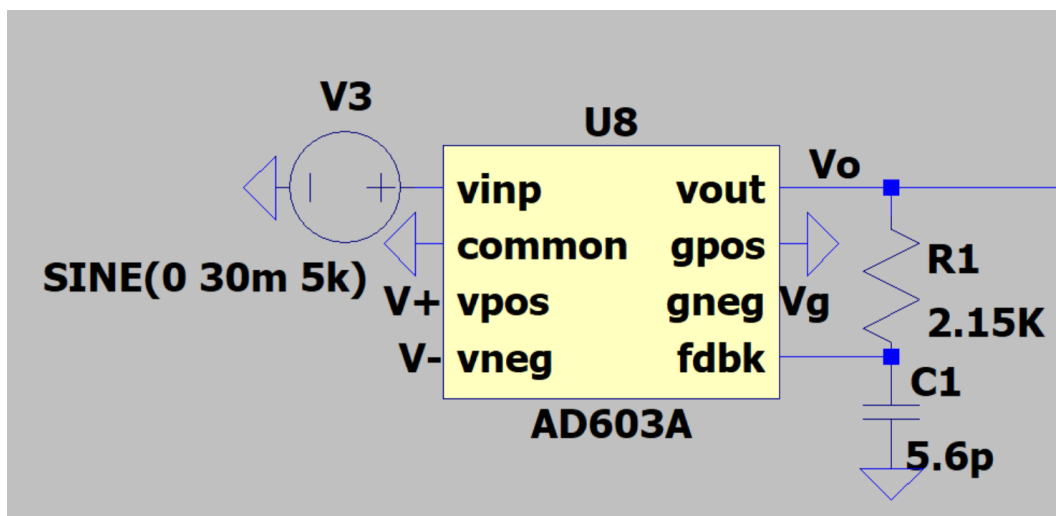 V3
U8
Vo
vinp vout
common gpos
SINE(0 30m 5k)
R1
V+ vpos gneg Vg
2.15K
V- vneg fdbk
C1
AD603A
5.6p